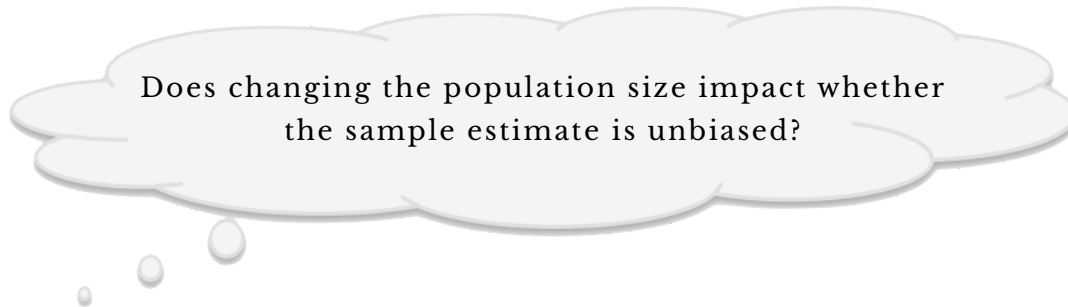 Does changing the population size impact whether
the sample estimate is unbiased?